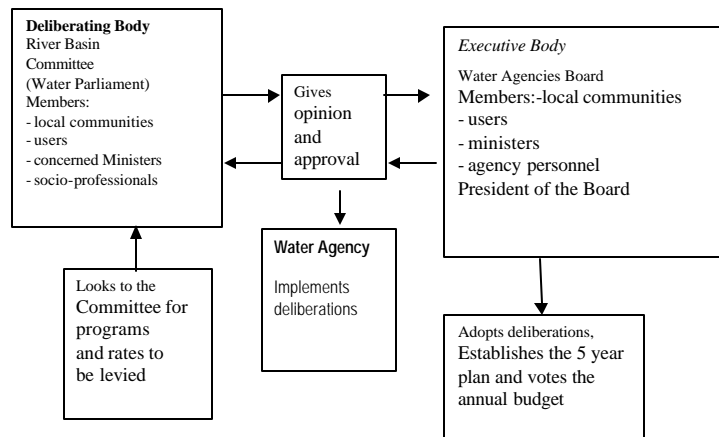 Deliberating Body
River Basin
Committee
(Water Parliament)
Members:
- local communities
- users
- concerned Ministers
- socio-professionals
Gives
opinion
and
approval
Executive Body
Water Agencies Board
Members:-local communities
- users
- ministers
- agency personnel
President of the Board
Looks to the
Committee for
programs
and rates to
be levied
Water Agency
Implements
deliberations
Adopts deliberations,
Establishes the 5 year
plan and votes the
annual budget